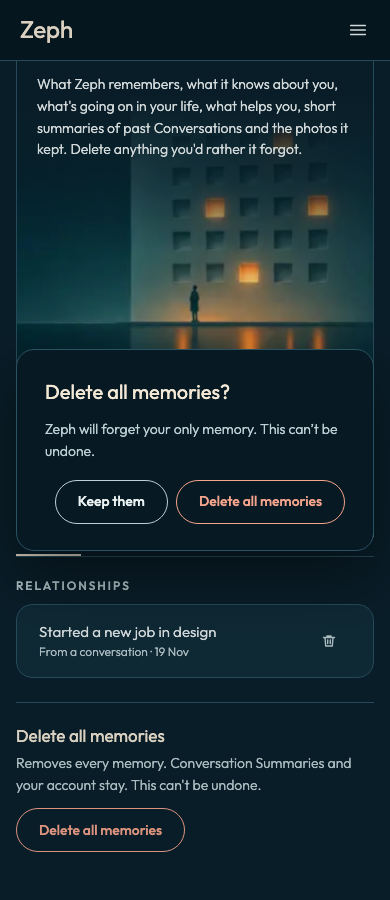 Zeph
What Zeph remembers, what it knows about you,
what's going on in your life, what helps you, short
summaries of past Conversations and the photos it
kept. Delete anything you'd rather it forgot.
Delete all memories?
Zeph will forget your only memory. This can’t be
undone.
Keep them
Delete all memories
RELATIONSHIPS
Started a new job in design
From a conversation · 19 Nov
Delete all memories
Removes every memory. Conversation Summaries and
your account stay. This can't be undone.
Delete all memories